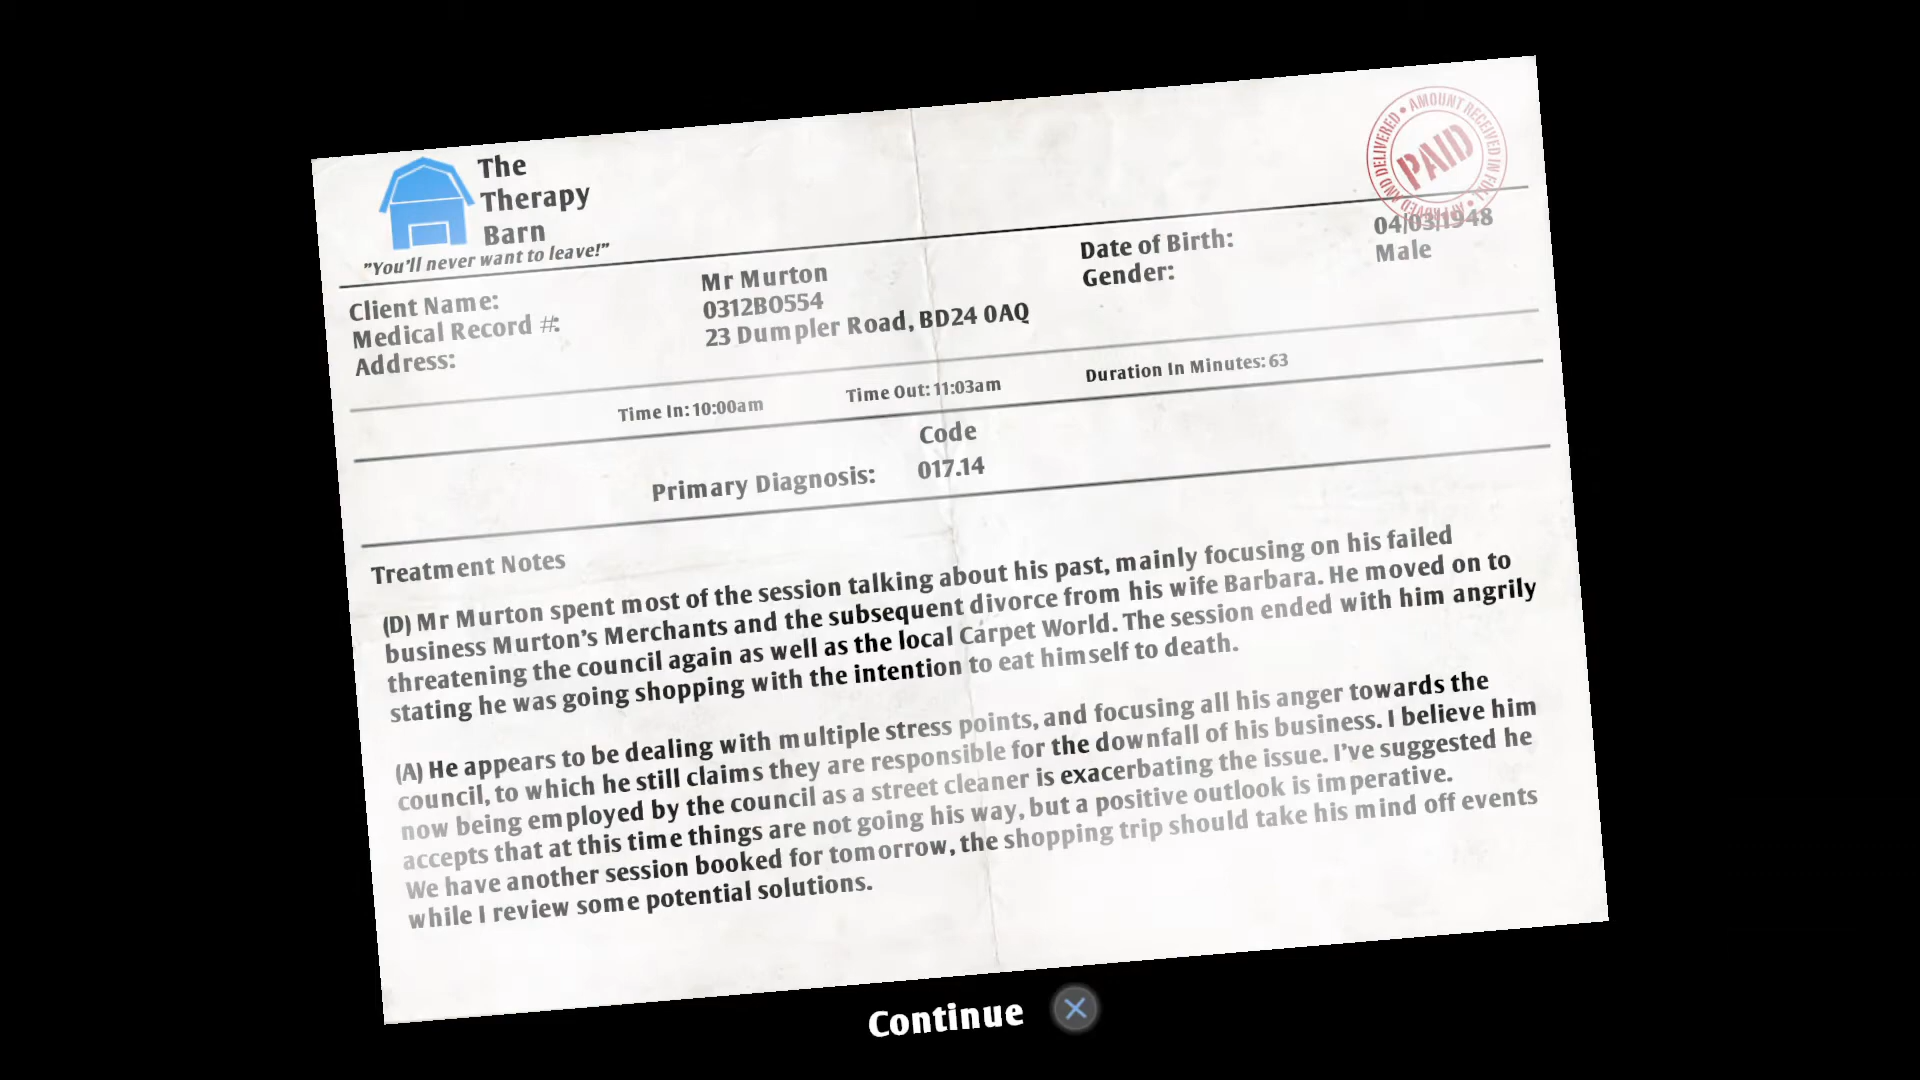 The
Therapy
Barn
"You'll never want to leave!"
APPROVED AND DELIVERED • AMOUNT RECEIVED IN FULL •
PAID
Client Name: Mr Murton
Medical Record #: 0312BO554
Address: 23 Dumpler Road, BD24 0AQ
Date of Birth: 04/03/1948
Gender: Male
Time In: 10:00am Time Out: 11:03am Duration In Minutes: 63
Code
Primary Diagnosis: 017.14
Treatment Notes
(D) Mr Murton spent most of the session talking about his past, mainly focusing on his failed
business Murton's Merchants and the subsequent divorce from his wife Barbara. He moved on to
threatening the council again as well as the local Carpet World. The session ended with him angrily
stating he was going shopping with the intention to eat himself to death.
(A) He appears to be dealing with multiple stress points, and focusing all his anger towards the
council, to which he still claims they are responsible for the downfall of his business. I believe him
now being employed by the council as a street cleaner is exacerbating the issue. I've suggested he
accepts that at this time things are not going his way, but a positive outlook is imperative.
We have another session booked for tomorrow, the shopping trip should take his mind off events
while I review some potential solutions.
Continue